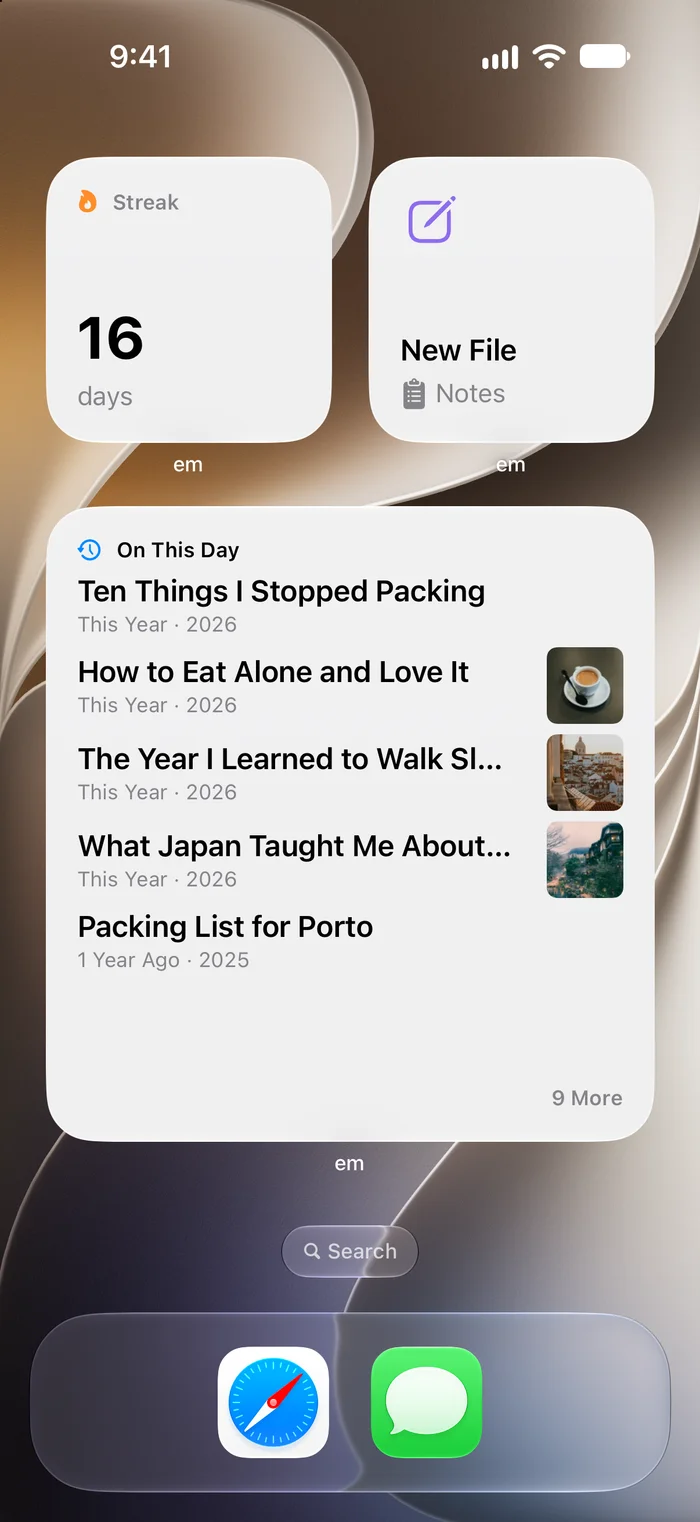 9:41
Streak
16
days
em
New File
Notes
em
On This Day
Ten Things I Stopped Packing
This Year · 2026
How to Eat Alone and Love It
This Year · 2026
The Year I Learned to Walk Sl...
This Year · 2026
What Japan Taught Me About...
This Year · 2026
Packing List for Porto
1 Year Ago · 2025
9 More
em
Search